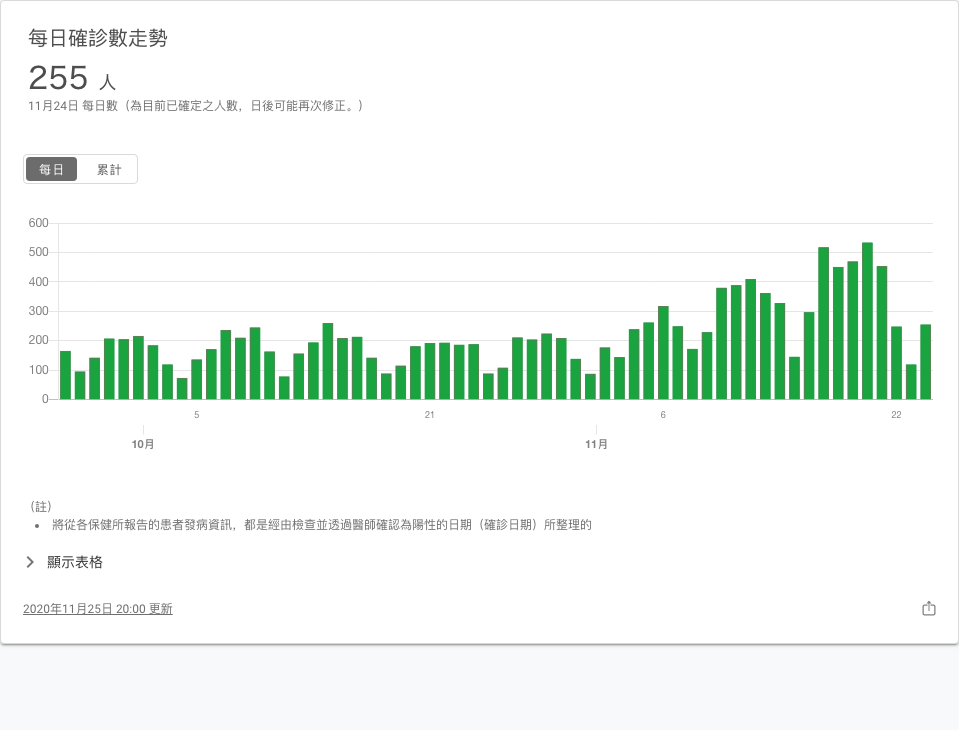 每日確診數走勢
255 人
11月24日 每日數（為目前已確定之人數，日後可能再次修正。）
每日 累計
600
500
400
300
200
100
0
5 21 6 22
10月 11月
（註）
• 將從各保健所報告的患者發病資訊，都是經由檢查並透過醫師確認為陽性的日期（確診日期）所整理的
顯示表格
2020年11月25日 20:00 更新